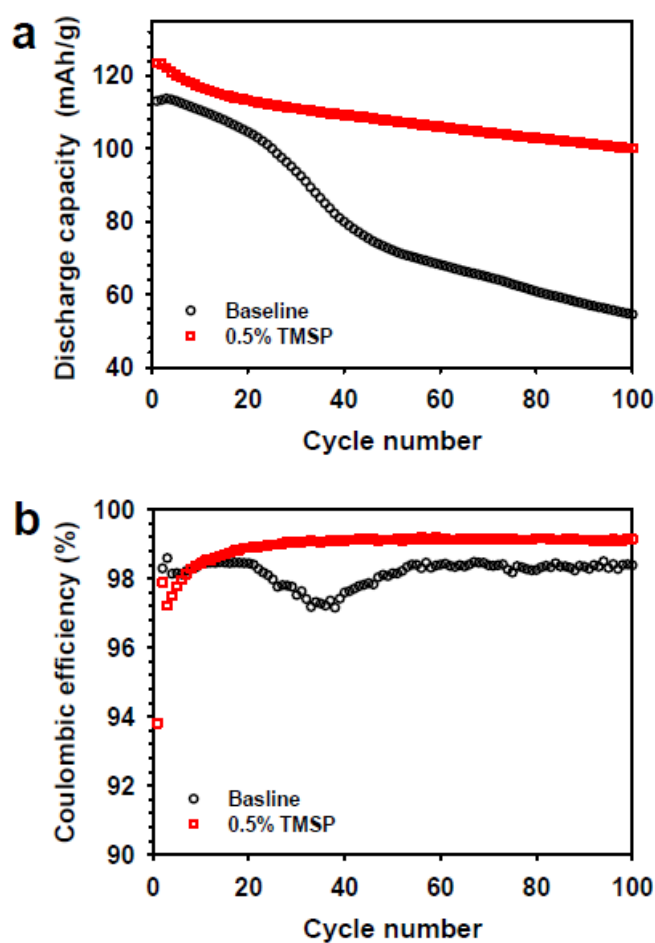 a
Discharge capacity (mAh/g)
120
100
80
60
40
Baseline
0.5% TMSP
0 20 40 60 80 100
Cycle number
b
Coulombic efficiency (%)
100
98
96
94
92
90
Basline
0.5% TMSP
0 20 40 60 80 100
Cycle number